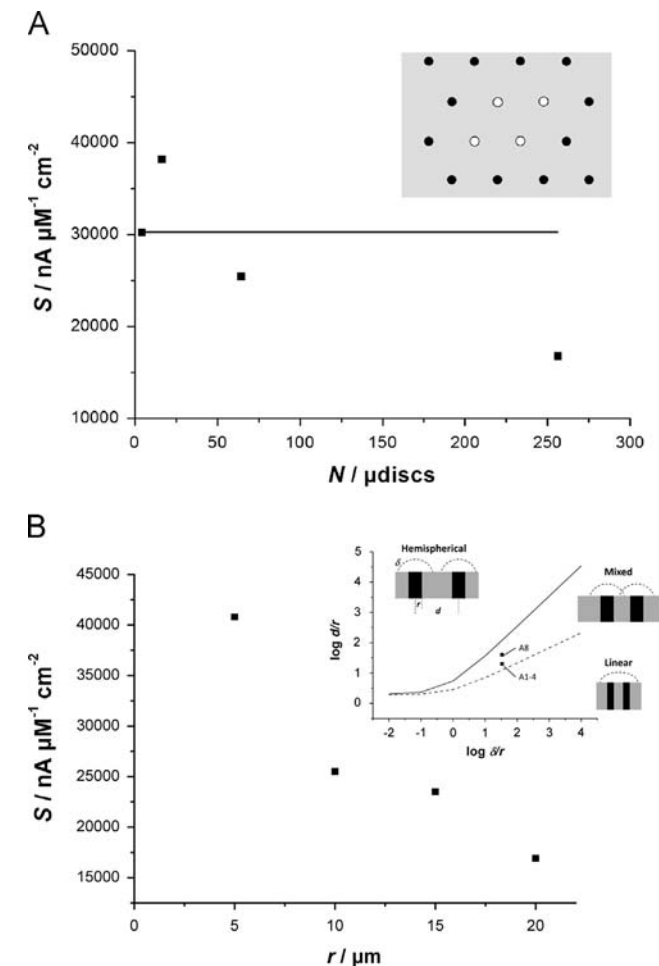 A
50000
40000
30000
20000
10000
S / nA µM⁻¹ cm⁻²
0 50 100 150 200 250 300
N / µdiscs
B
45000
40000
35000
30000
25000
20000
15000
S / nA µM⁻¹ cm⁻²
0 5 10 15 20
r / µm
Hemispherical
δ
r
d
Mixed
Linear
5
4
3
2
1
0
log d/r
A8
A1-4
-2 -1 0 1 2 3 4
log δ/r